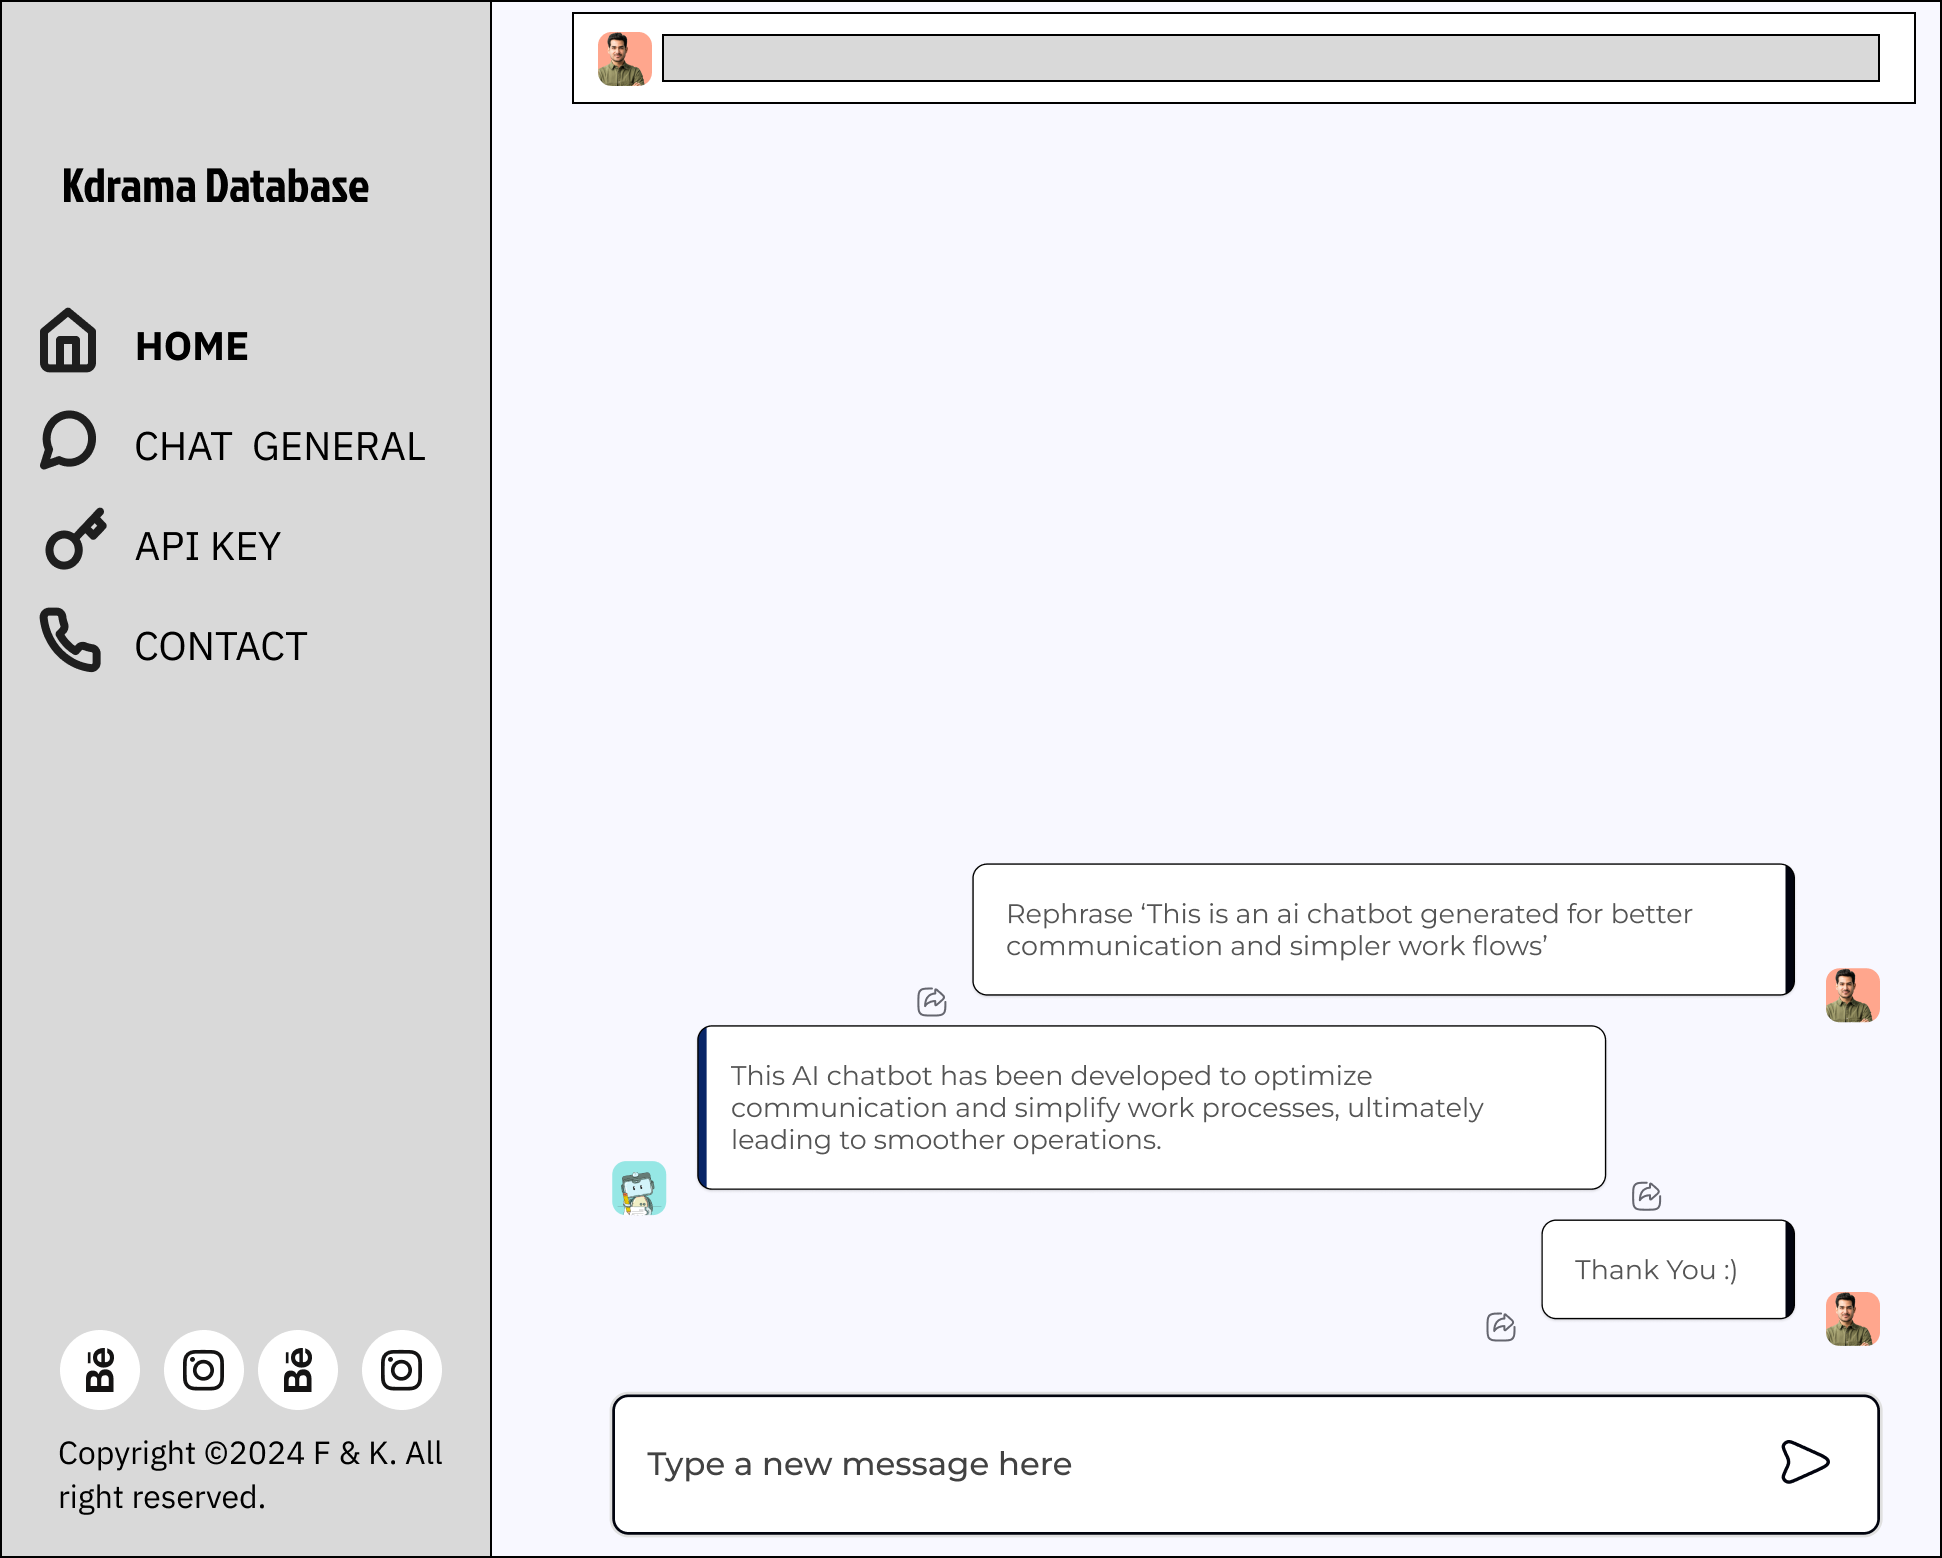 Kdrama Database
HOME
CHAT GENERAL
API KEY
CONTACT
Bē
Bē
Copyright ©2024 F & K. All
right reserved.
Rephrase ‘This is an ai chatbot generated for better
communication and simpler work flows’
This AI chatbot has been developed to optimize
communication and simplify work processes, ultimately
leading to smoother operations.
Thank You :)
Type a new message here